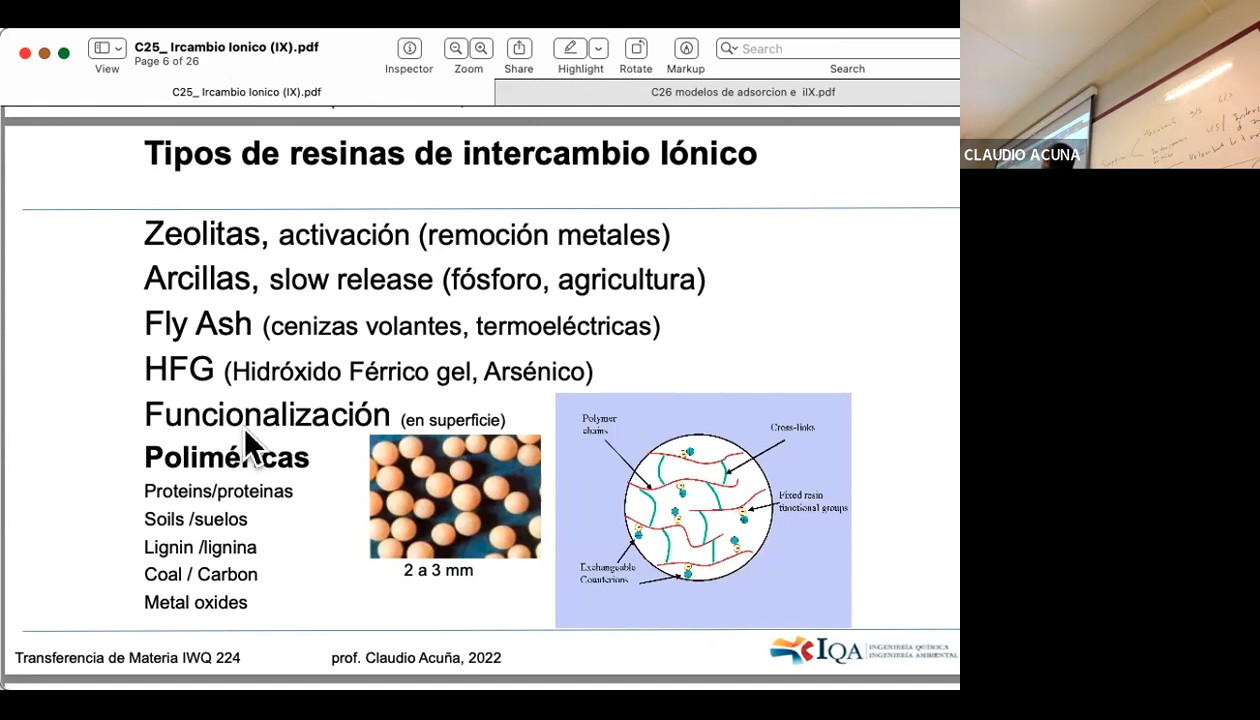 C25_ Ircambio Ionico (IX).pdf
Page 6 of 26
View
Inspector
Zoom
Share
Highlight
Rotate
Markup
Search
Search
C25_ Ircambio Ionico (IX).pdf
C26 modelos de adsorcion e iIX.pdf
Tipos de resinas de intercambio Iónico
Zeolitas, activación (remoción metales)
Arcillas, slow release (fósforo, agricultura)
Fly Ash (cenizas volantes, termoeléctricas)
HFG (Hidróxido Férrico gel, Arsénico)
Funcionalización (en superficie)
Poliméricas
Proteins/proteinas
Soils /suelos
Lignin /lignina
Coal / Carbon
Metal oxides
2 a 3 mm
Polymer
chains
Cross-links
Fixed resin
functional groups
Exchangeable
Counterions
Transferencia de Materia IWQ 224
prof. Claudio Acuña, 2022
IQA
INGENIERÍA QUÍMICA
INGENIERÍA AMBIENTAL
CLAUDIO ACUNA